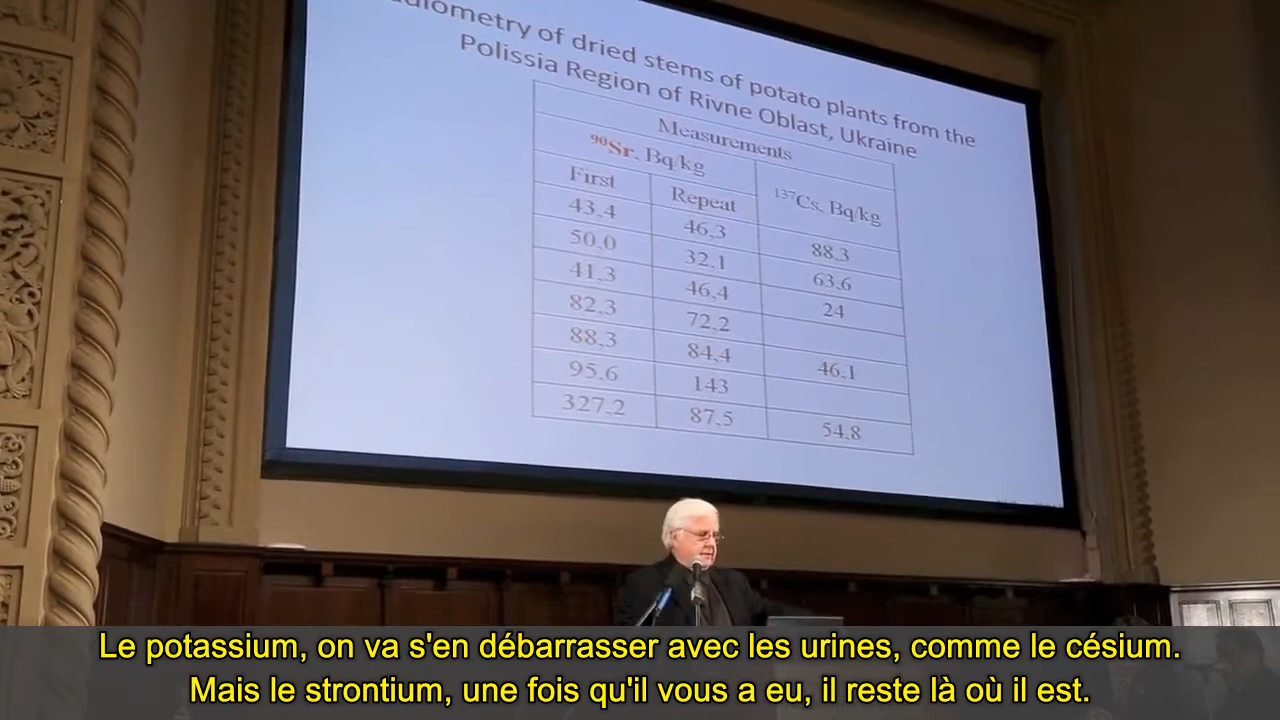 of dried stems of potato plants from the
Polissia Region of Rivne Oblast, Ukraine
Measurements
⁹⁰Sr. Bq/kg
¹³⁷Cs. Bq/kg
First Repeat
43,4 46,3 88,3
50,0 32,1 63,6
41,3 46,4 24
82,3 72,2
88,3 84,4 46,1
95,6 143
327,2 87,5 54,8
Le potassium, on va s'en débarrasser avec les urines, comme le césium.
Mais le strontium, une fois qu'il vous a eu, il reste là où il est.